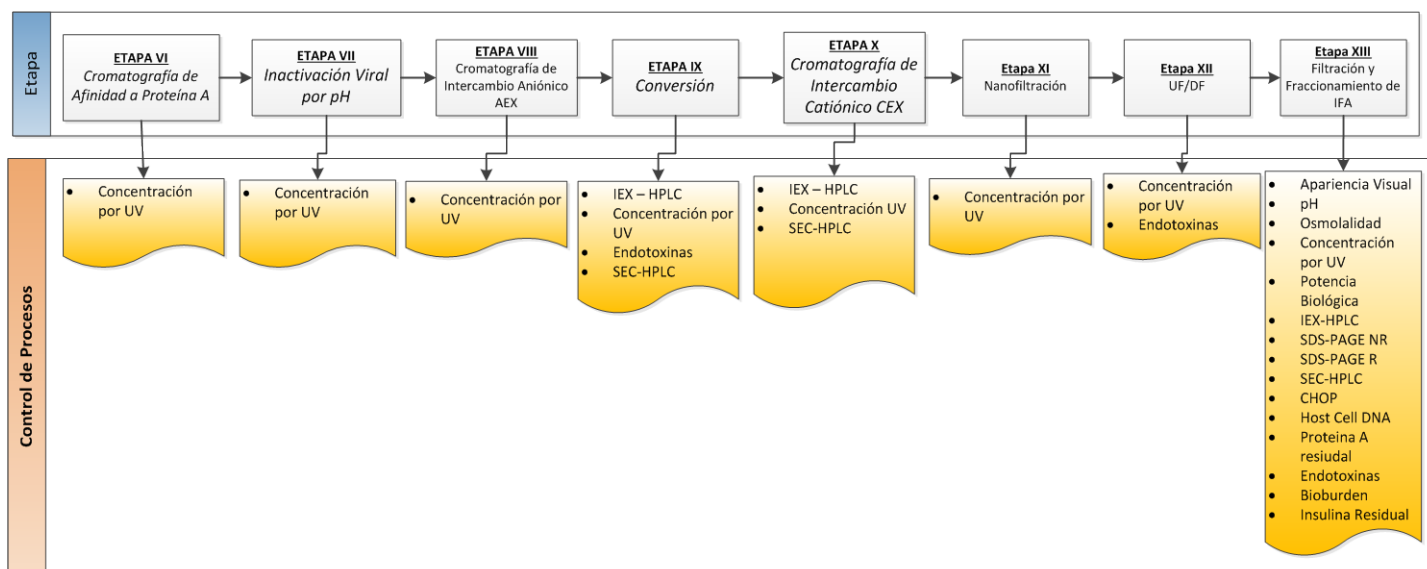 Etapa
ETAPA VI
Cromatografía de
Afinidad a Proteína A
ETAPA VII
Inactivación Viral
por pH
ETAPA VIII
Cromatografía de
Intercambio Aniónico
AEX
ETAPA IX
Conversión
ETAPA X
Cromatografía de
Intercambio
Catiónico CEX
Etapa XI
Nanofiltración
Etapa XII
UF/DF
Etapa XIII
Filtración y
Fraccionamiento de
IFA
Control de Procesos
• Concentración
por UV
• Concentración
por UV
• Concentración por
UV
• IEX – HPLC
• Concentración por
UV
• Endotoxinas
• SEC-HPLC
• IEX – HPLC
• Concentración UV
• SEC-HPLC
• Concentración por
UV
• Concentración
por UV
• Endotoxinas
• Apariencia Visual
• pH
• Osmolalidad
• Concentración
por UV
• Potencia
Biológica
• IEX-HPLC
• SDS-PAGE NR
• SDS-PAGE R
• SEC-HPLC
• CHOP
• Host Cell DNA
• Proteina A
resiudal
• Endotoxinas
• Bioburden
• Insulina Residual